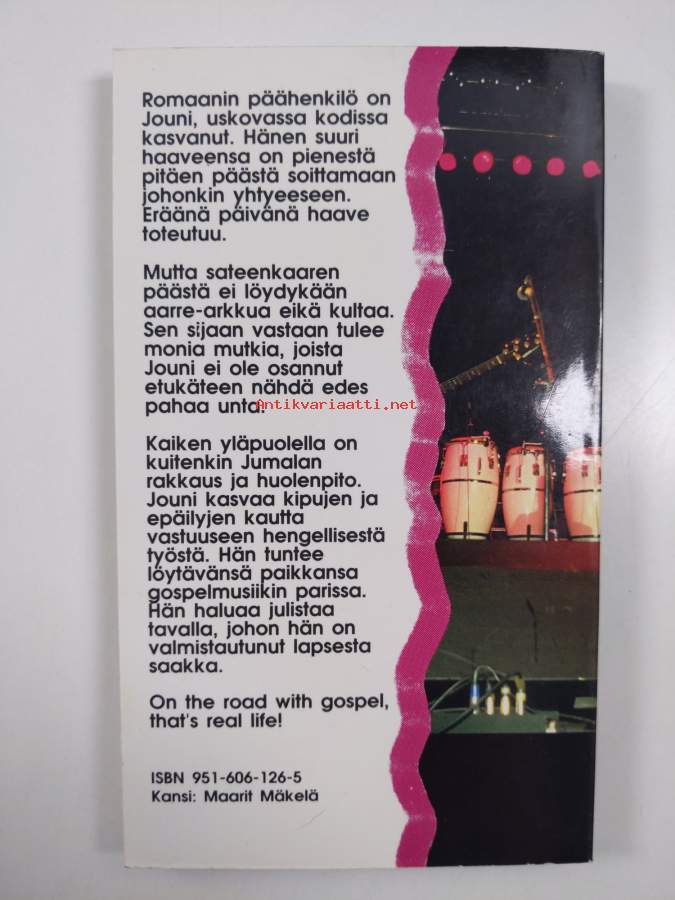 Romaanin päähenkilö on
Jouni, uskovassa kodissa
kasvanut. Hänen suuri
haaveensa on pienestä
pitäen päästä soittamaan
johonkin yhtyeeseen.
Eräänä päivänä haave
toteutuu.
Mutta sateenkaaren
päästä ei löydykään
aarre-arkkua eikä kultaa.
Sen sijaan vastaan tulee
monia mutkia, joista
Jouni ei ole osannut
etukäteen nähdä edes
pahaa unta.
Antikvariaatti.net
Kaiken yläpuolella on
kuitenkin Jumalan
rakkaus ja huolenpito.
Jouni kasvaa kipujen ja
epäilyjen kautta
vastuuseen hengellisestä
työstä. Hän tuntee
löytävänsä paikkansa
gospelmusiikin parissa.
Hän haluaa julistaa
tavalla, johon hän on
valmistautunut lapsesta
saakka.
On the road with gospel,
that's real life!
ISBN 951-606-126-5
Kansi: Maarit Mäkelä